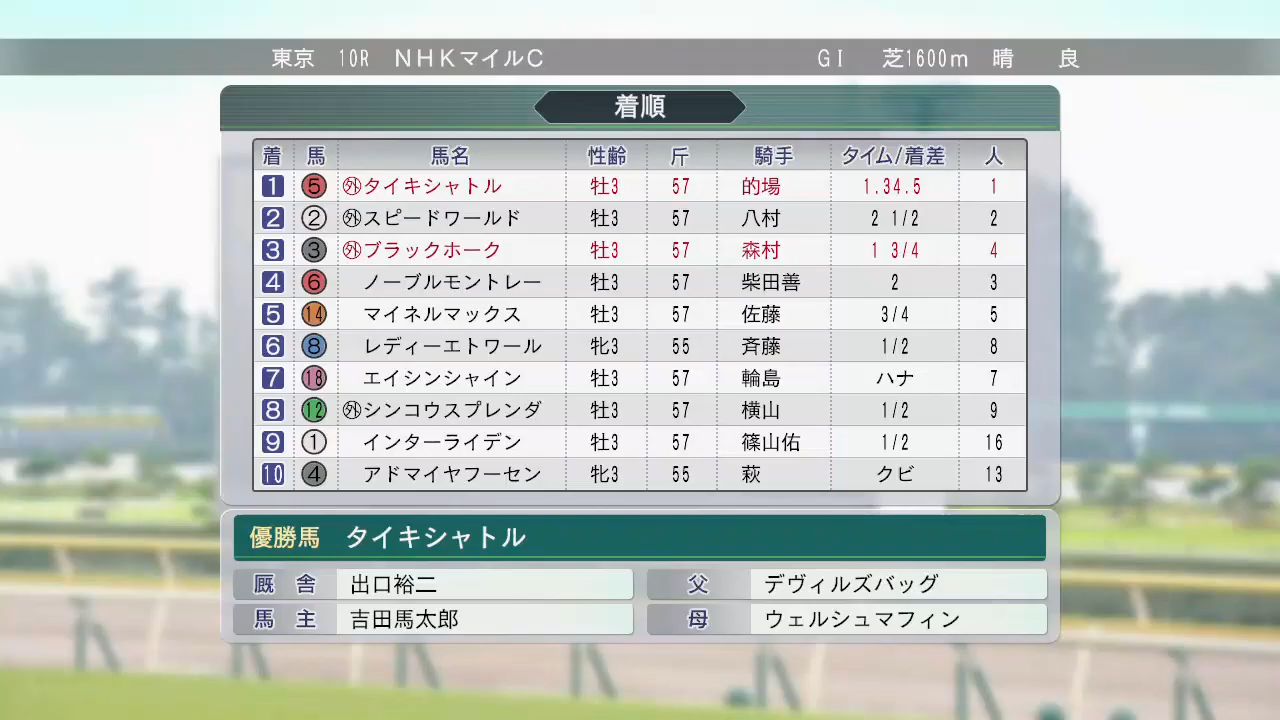 東京 10R NHKマイルC GI 芝1600m 晴 良
着順
着 馬 馬名 性齢 斤 騎手 タイム/着差 人
1 5 外タイキシャトル 牡3 57 的場 1.34.5 1
2 2 外スピードワールド 牡3 57 八村 2 1/2 2
3 3 外ブラックホーク 牡3 57 森村 1 3/4 4
4 6 ノーブルモントレー 牡3 57 柴田善 2 3
5 14 マイネルマックス 牡3 57 佐藤 3/4 5
6 8 レディーエトワール 牝3 55 斉藤 1/2 8
7 18 エイシンシャイン 牡3 57 輪島 ハナ 7
8 12 外シンコウスプレンダ 牡3 57 横山 1/2 9
9 1 インターライデン 牡3 57 篠山佑 1/2 16
10 4 アドマイヤフーセン 牝3 55 萩 クビ 13
優勝馬 タイキシャトル
厩舎 出口裕二 父 デヴィルズバッグ
馬主 吉田馬太郎 母 ウェルシュマフィン